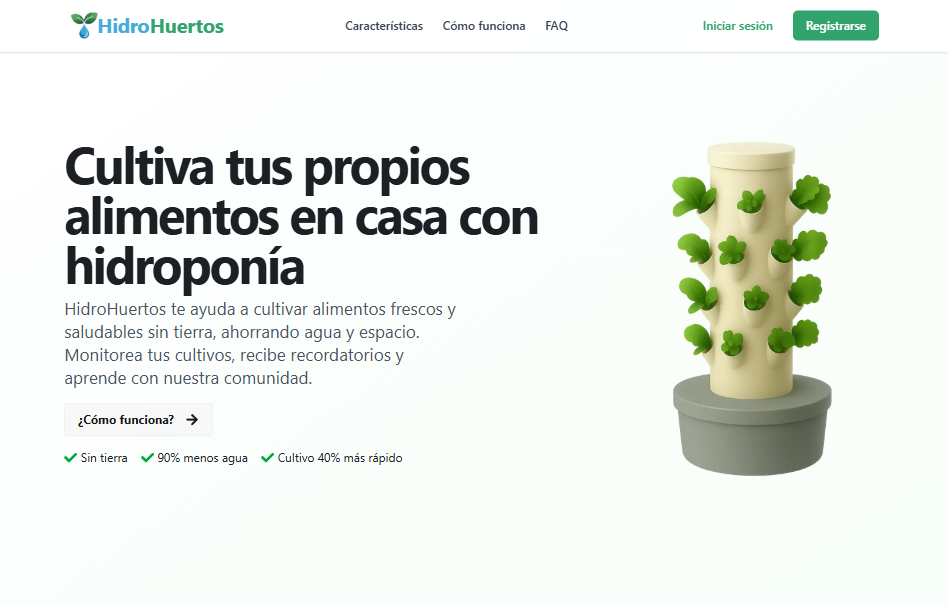 HidroHuertos
Características
Cómo funciona
FAQ
Iniciar sesión
Registrarse
Cultiva tus propios
alimentos en casa con
hidroponía
HidroHuertos te ayuda a cultivar alimentos frescos y
saludables sin tierra, ahorrando agua y espacio.
Monitorea tus cultivos, recibe recordatorios y
aprende con nuestra comunidad.
¿Cómo funciona?
Sin tierra
90% menos agua
Cultivo 40% más rápido